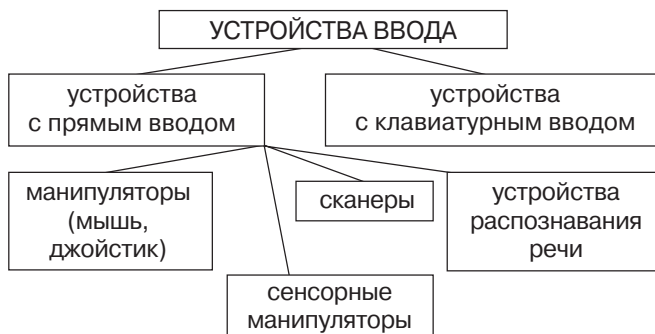 УСТРОЙСТВА ВВОДА
устройства
с прямым вводом
устройства
с клавиатурным вводом
манипуляторы
(мышь,
джойстик)
сканеры
устройства
распознавания
речи
сенсорные
манипуляторы